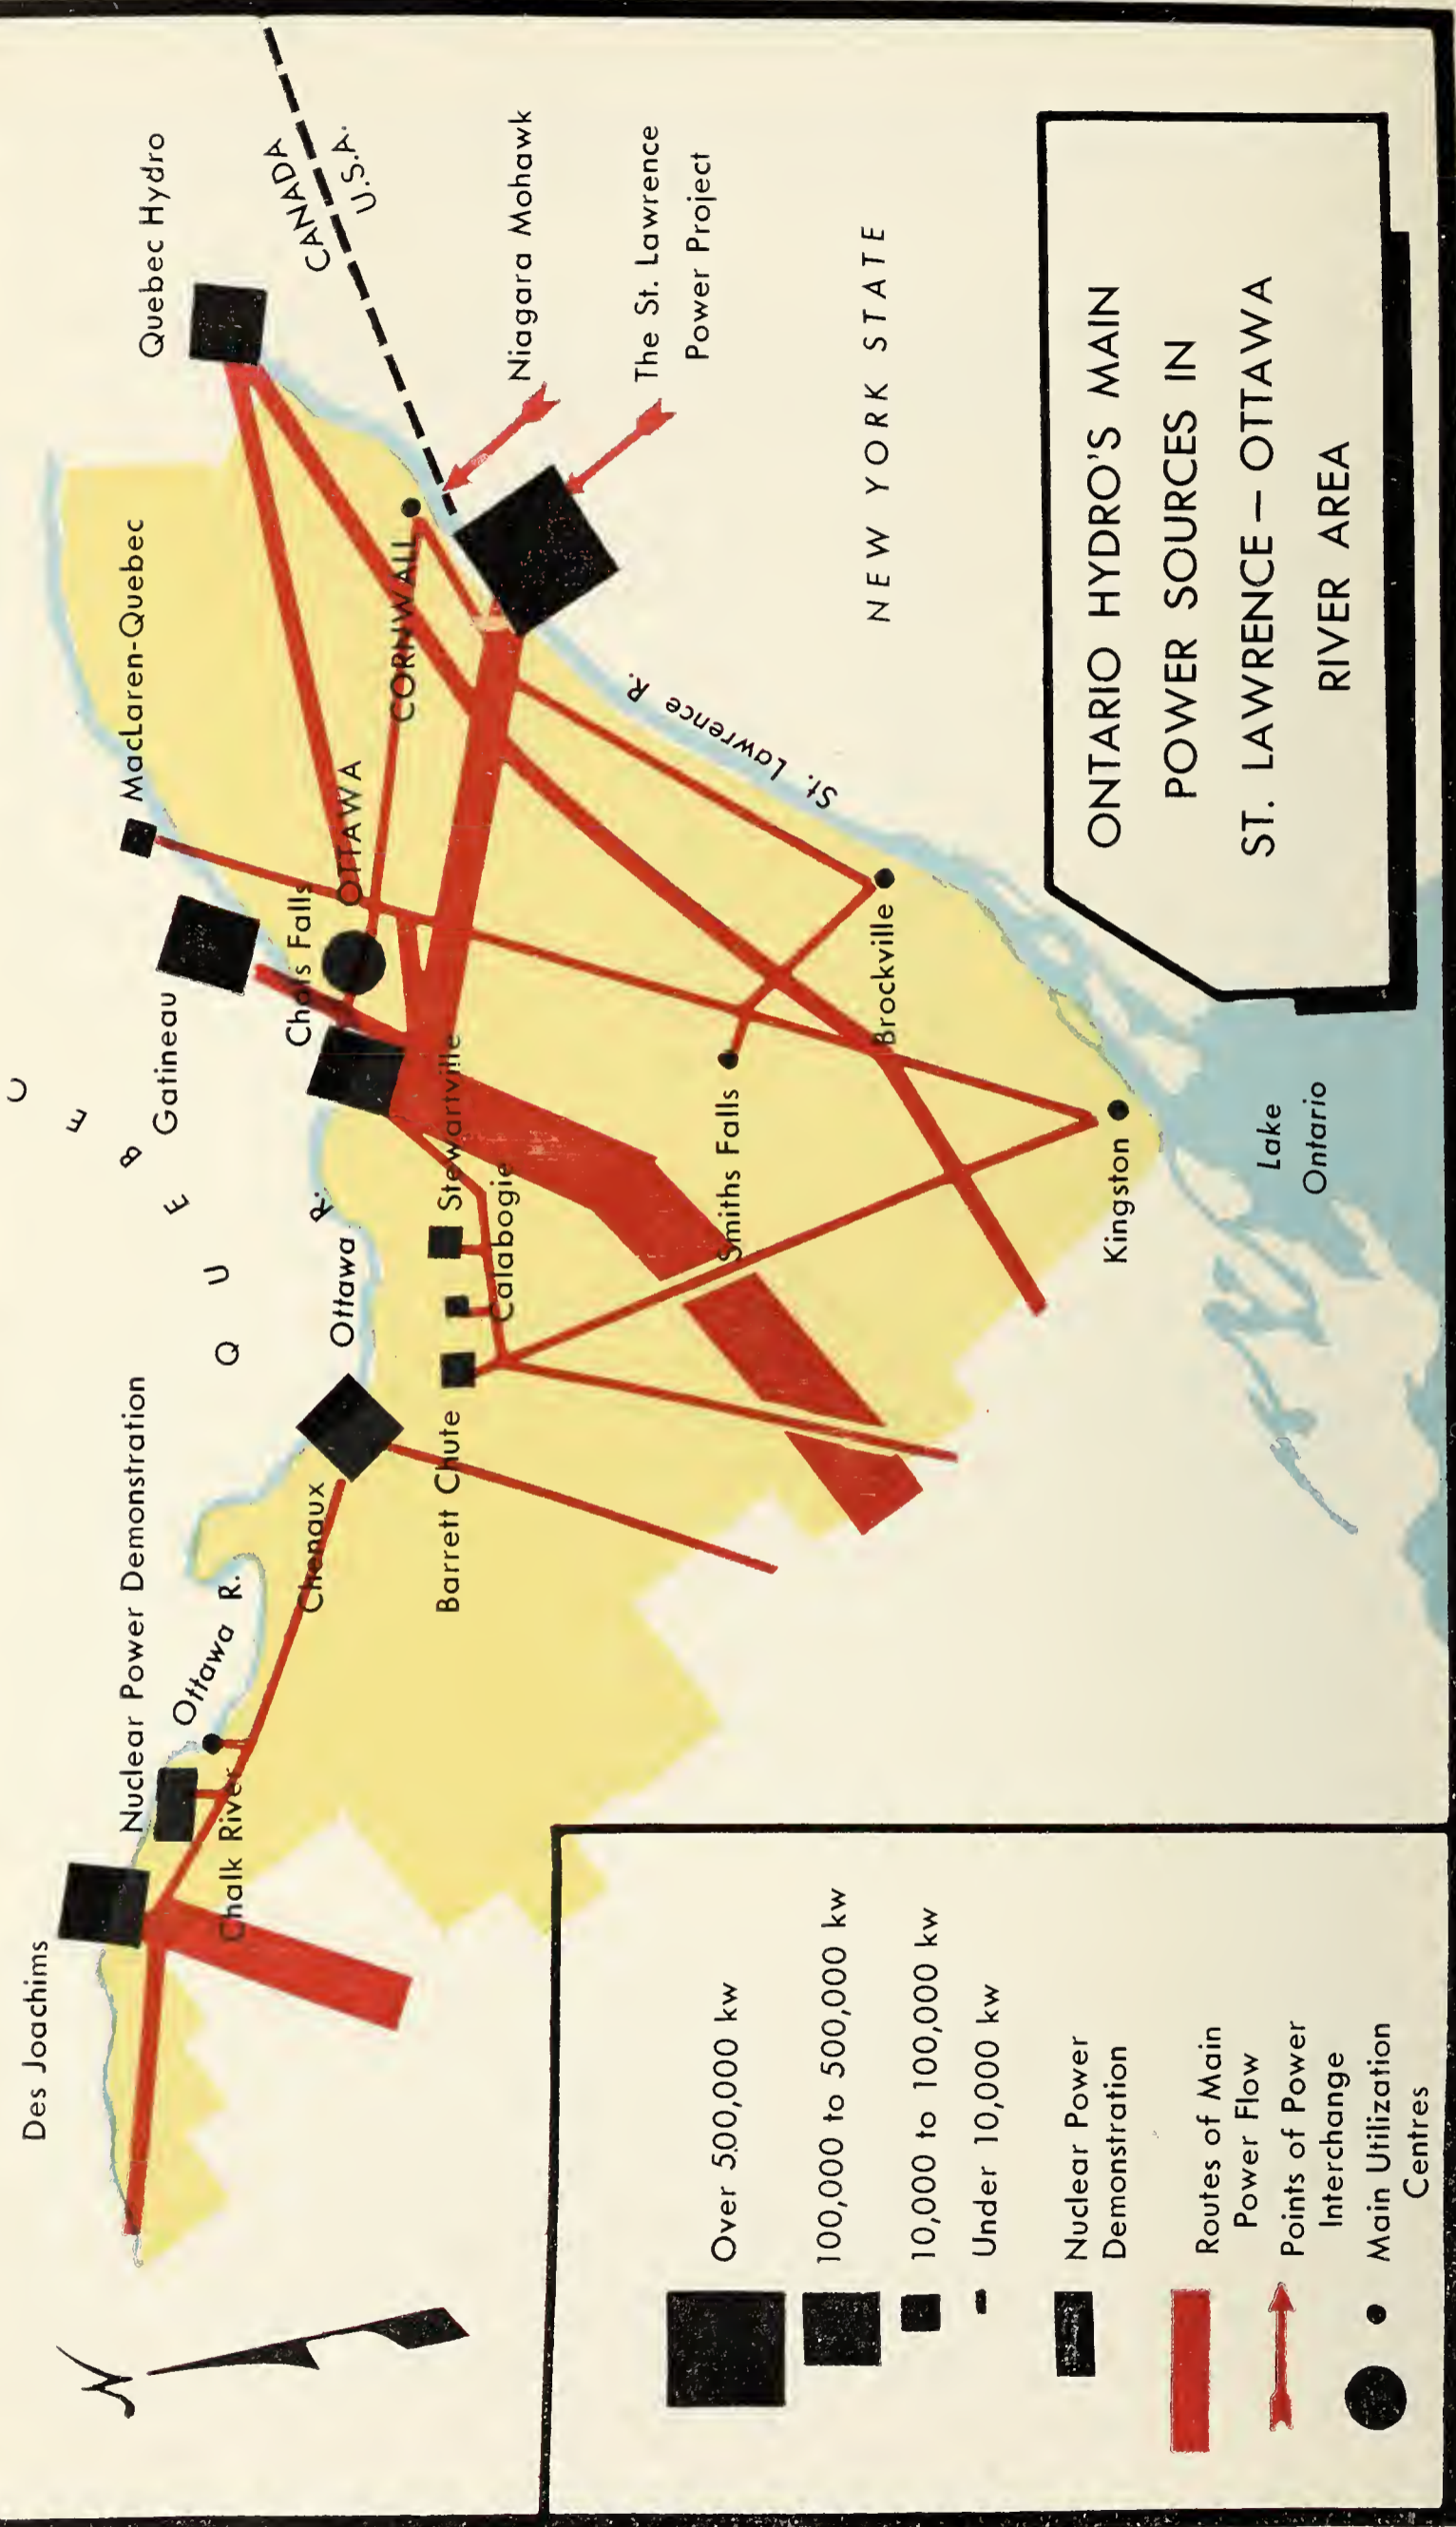 ONTARIO HYDRO'S MAIN
POWER SOURCES IN
ST. LAWRENCE – OTTAWA
RIVER AREA
N
Des Joachims
Nuclear Power Demonstration
Chalk River
Ottawa R.
Chenaux
QUEBEC
Ottawa R.
Barrett Chute
Calabogie
Stewartville
Gatineau
Chats Falls
OTTAWA
MacLaren-Quebec
CORNWALL
Quebec Hydro
CANADA
U.S.A.
Niagara Mohawk
The St. Lawrence
Power Project
NEW YORK STATE
St. Lawrence R.
Brockville
Smiths Falls
Kingston
Lake
Ontario
Over 500,000 kw
100,000 to 500,000 kw
10,000 to 100,000 kw
Under 10,000 kw
Nuclear Power
Demonstration
Routes of Main
Power Flow
Points of Power
Interchange
Main Utilization
Centres